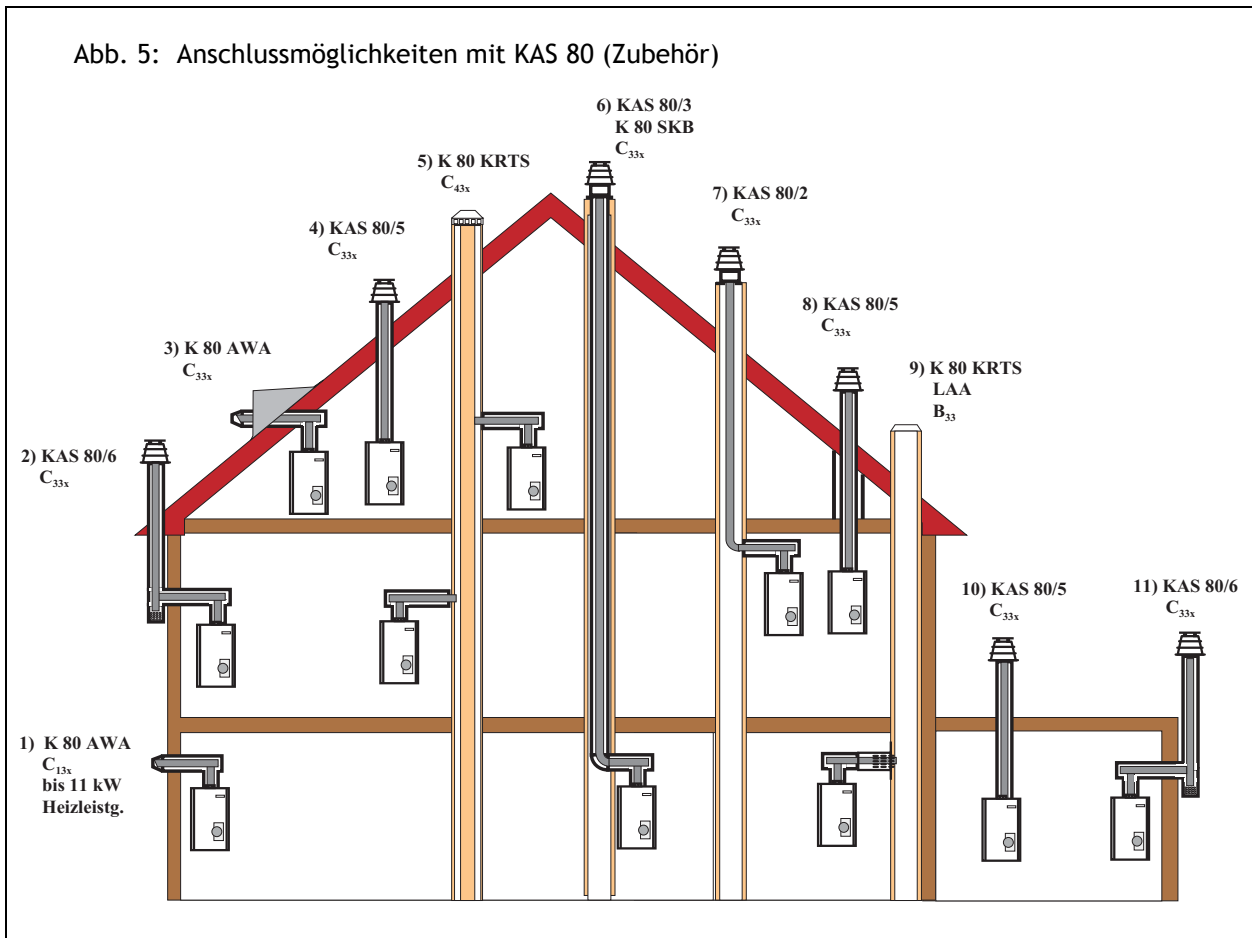 Abb. 5: Anschlussmöglichkeiten mit KAS 80 (Zubehör)
6) KAS 80/3
K 80 SKB
C33x
5) K 80 KRTS
C43x
7) KAS 80/2
C33x
4) KAS 80/5
C33x
8) KAS 80/5
C33x
3) K 80 AWA
C33x
9) K 80 KRTS
LAA
B33
2) KAS 80/6
C33x
10) KAS 80/5
C33x
11) KAS 80/6
C33x
1) K 80 AWA
C13x
bis 11 kW
Heizleistg.